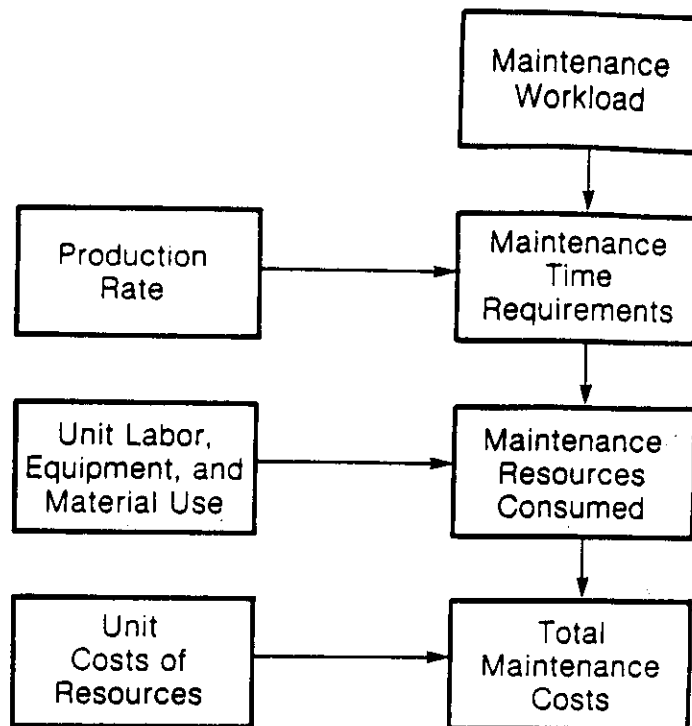 Maintenance
Workload
Production
Rate
Maintenance
Time
Requirements
Unit Labor,
Equipment, and
Material Use
Maintenance
Resources
Consumed
Unit
Costs of
Resources
Total
Maintenance
Costs